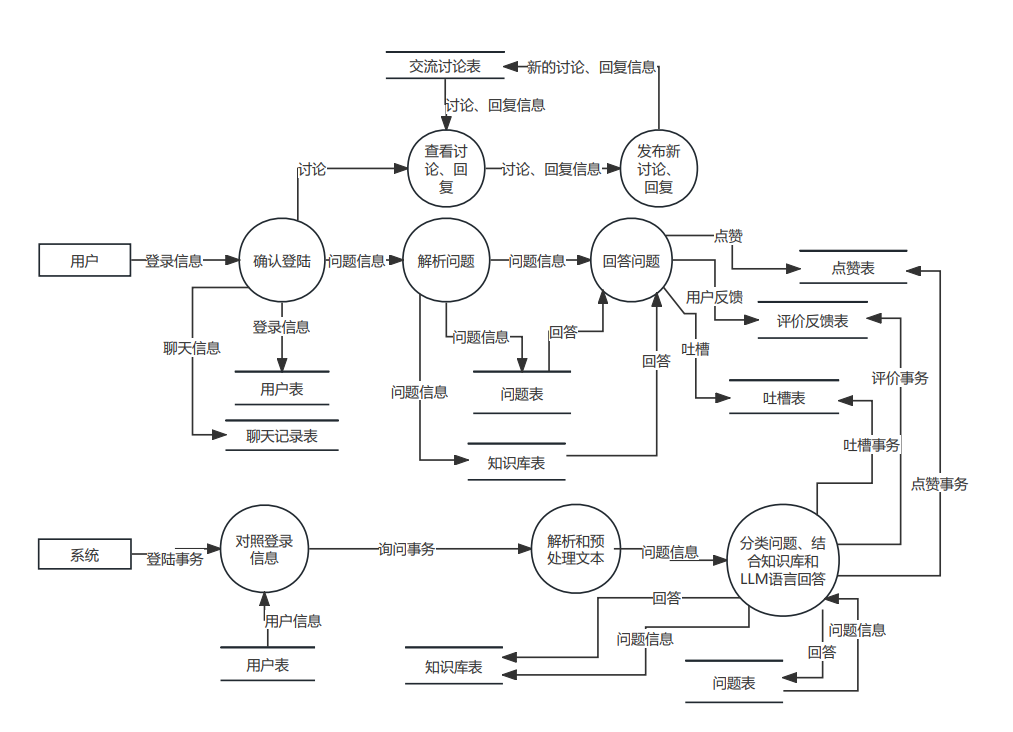 交流讨论表
新的讨论、回复信息
讨论、回复信息
查看讨
论、回
复
讨论、回复信息
发布新
讨论、
回复
讨论
用户
登录信息
确认登陆
问题信息
解析问题
问题信息
回答问题
点赞
点赞表
用户反馈
评价反馈表
登录信息
问题信息
回答
吐槽
聊天信息
回答
用户表
问题信息
问题表
吐槽表
评价事务
聊天记录表
知识库表
吐槽事务
点赞事务
系统
登陆事务
对照登录
信息
询问事务
解析和预
处理文本
问题信息
分类问题、结
合知识库和
LLM语言回答
用户信息
回答
问题信息
问题信息
回答
用户表
知识库表
问题表